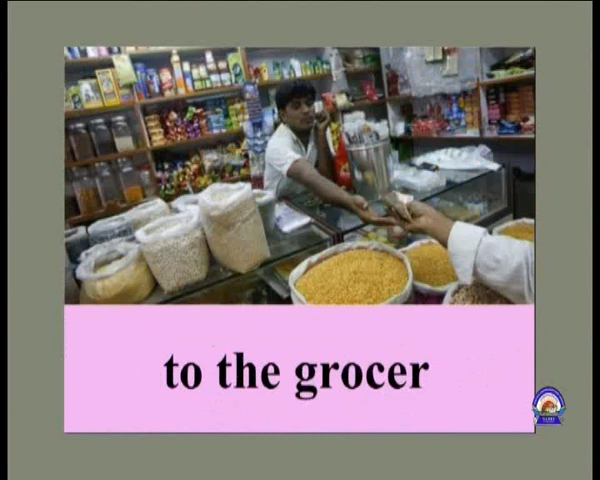 to the grocer